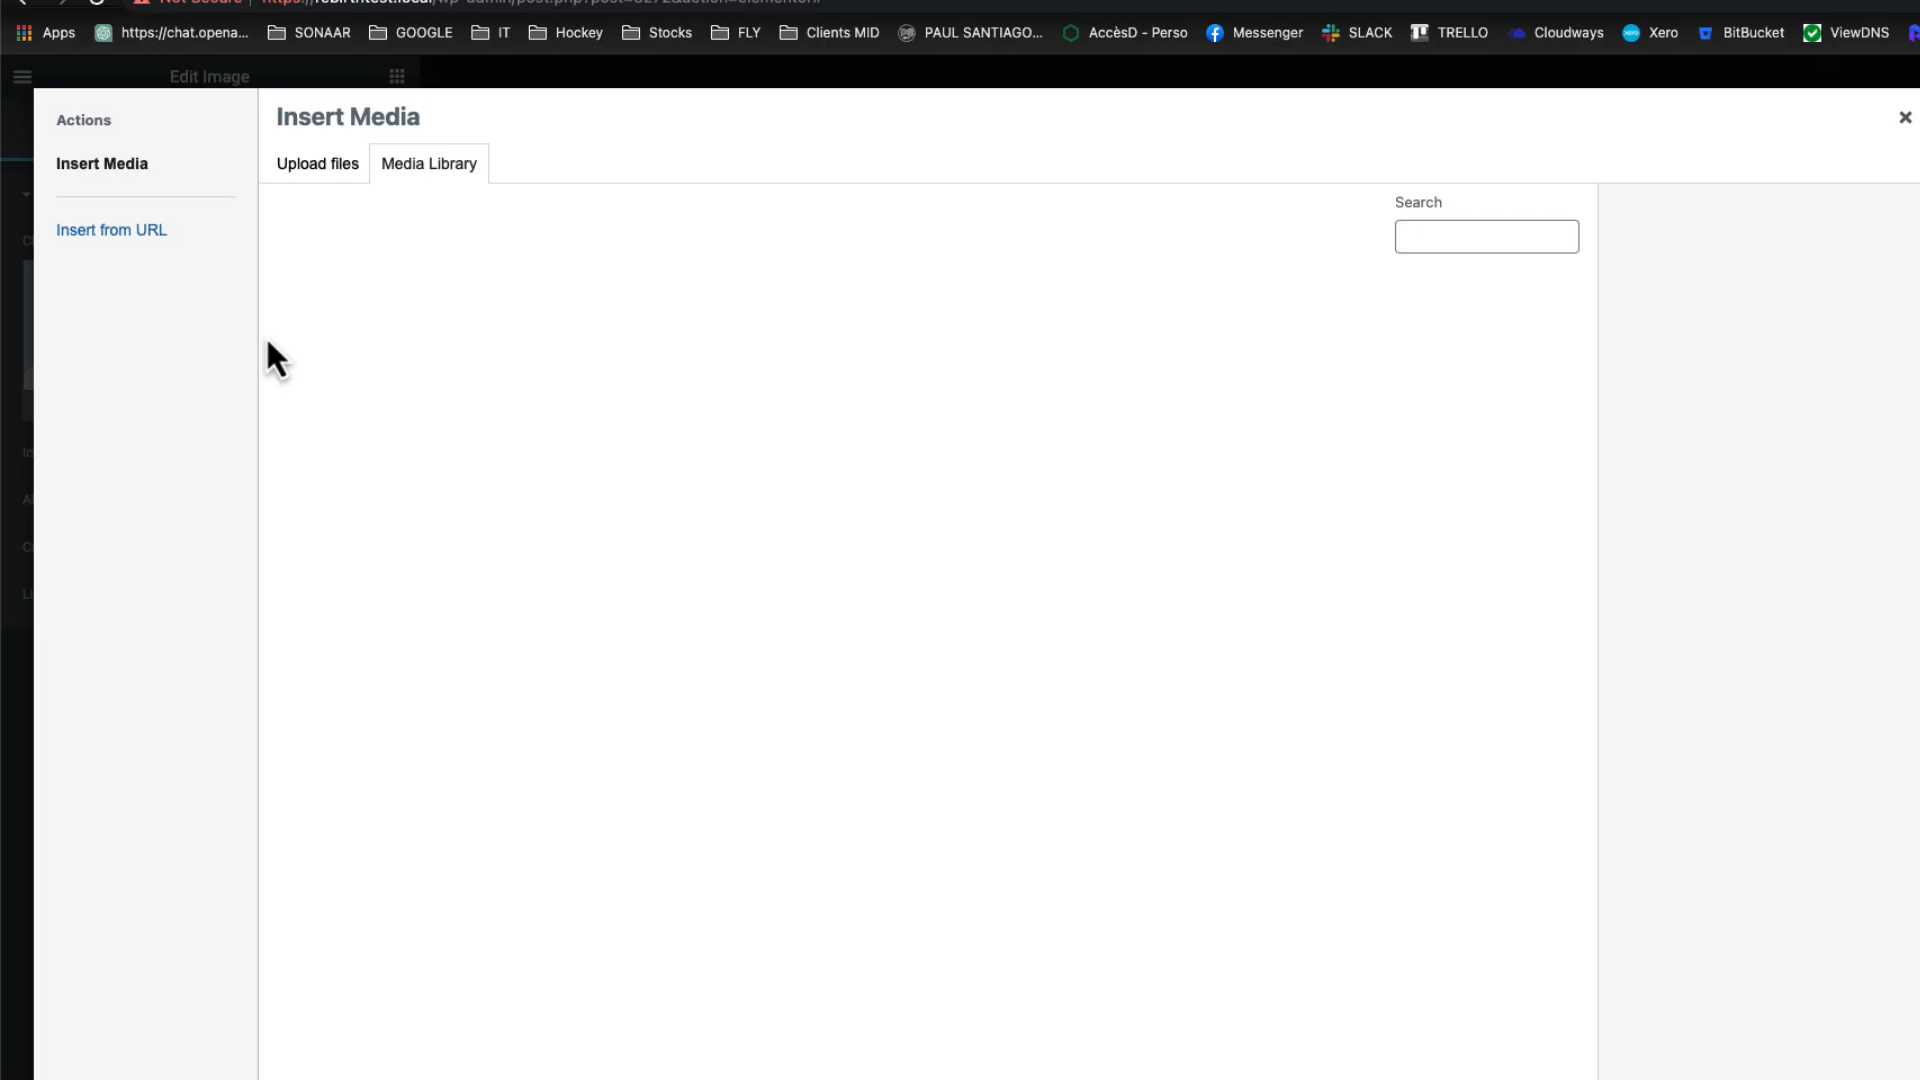 Apps https://chat.opena... SONAAR GOOGLE IT Hockey Stocks FLY Clients MID PAUL SANTIAGO... AccèsD - Perso Messenger SLACK TRELLO Cloudways Xero BitBucket ViewDNS
Edit Image
Actions
Insert Media
Insert from URL
Insert Media
Upload files
Media Library
Search